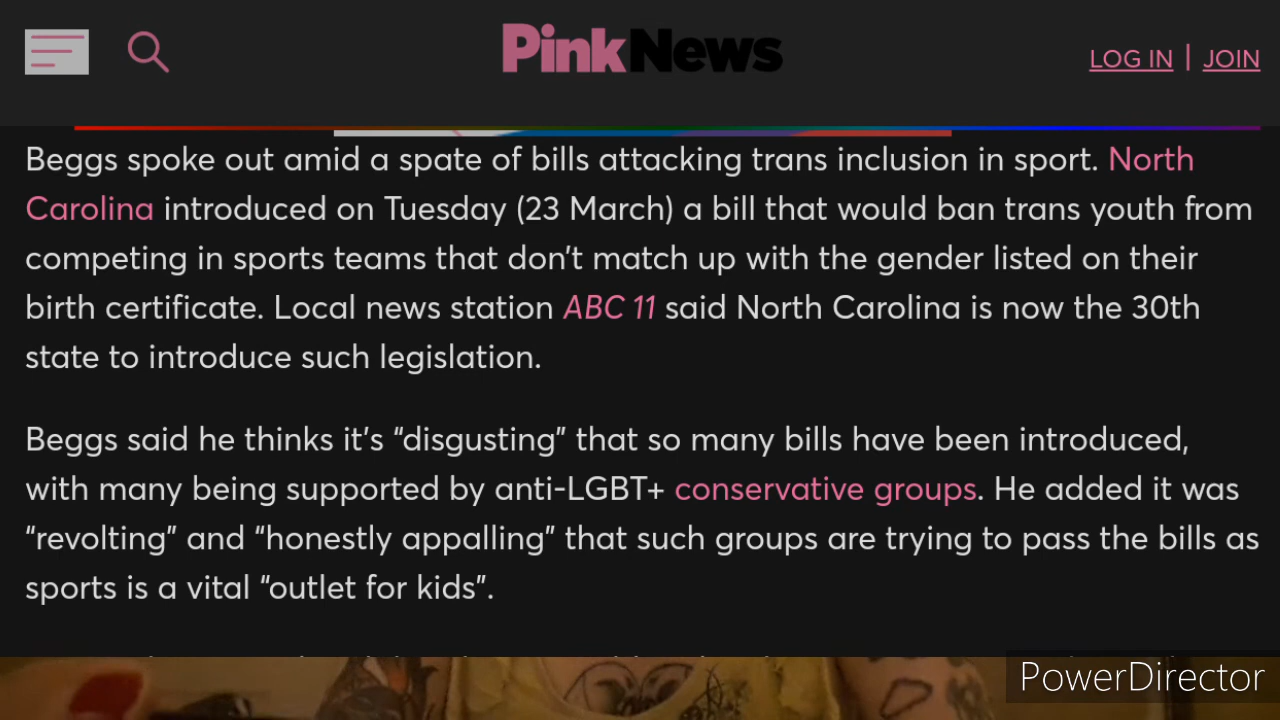 PinkNews
LOG IN | JOIN
Beggs spoke out amid a spate of bills attacking trans inclusion in sport. North
Carolina introduced on Tuesday (23 March) a bill that would ban trans youth from
competing in sports teams that don’t match up with the gender listed on their
birth certificate. Local news station ABC 11 said North Carolina is now the 30th
state to introduce such legislation.
Beggs said he thinks it’s “disgusting” that so many bills have been introduced,
with many being supported by anti-LGBT+ conservative groups. He added it was
“revolting” and “honestly appalling” that such groups are trying to pass the bills as
sports is a vital “outlet for kids”.
PowerDirector